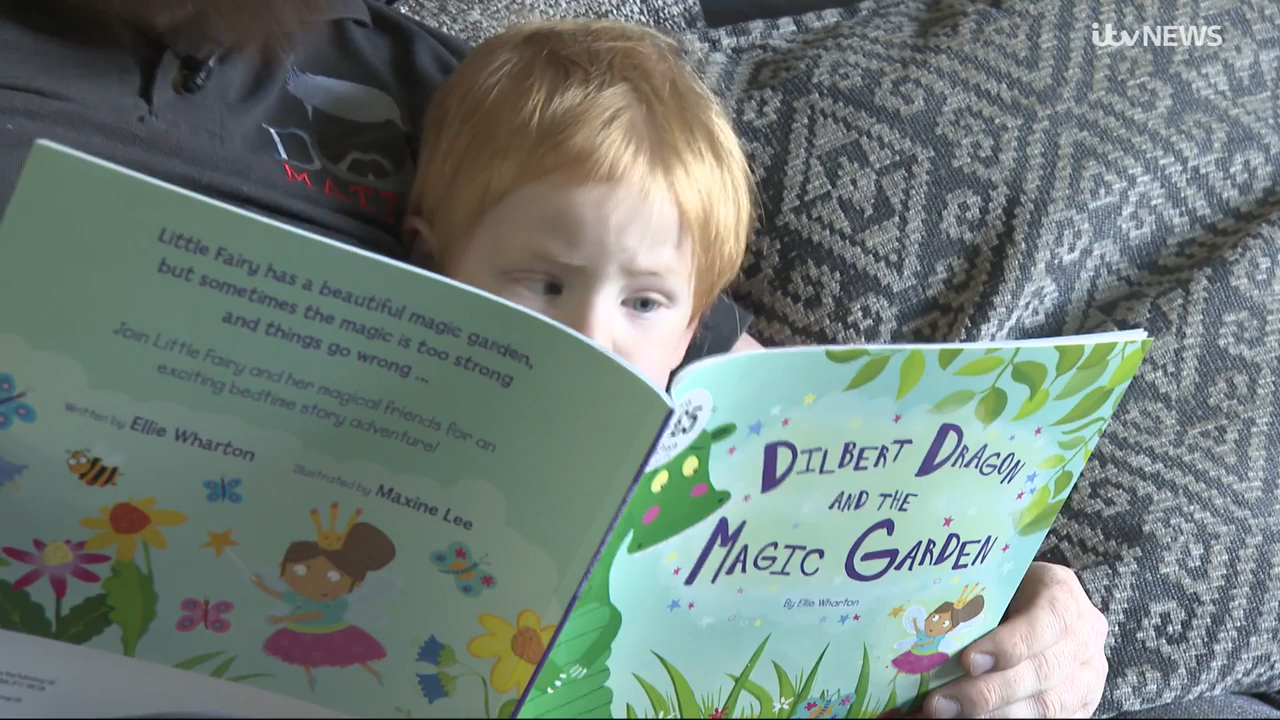 itv NEWS
MATT
Little Fairy has a beautiful magic garden,
but sometimes the magic is too strong
and things go wrong ...
Join Little Fairy and her magical friends for an
exciting bedtime story adventure!
Written by Ellie Wharton
Illustrated by Maxine Lee
DILBERT DRAGON
AND THE
MAGIC GARDEN
By Ellie Wharton